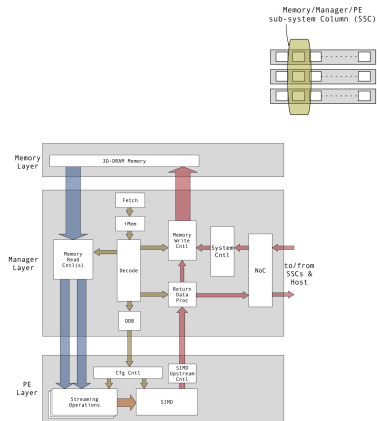 Memory/Manager/PE
sub-system Column (SSC)
Memory
Layer
3D-DRAM Memory
Manager
Layer
Fetch
iMem
Memory
Read
Cntl(s)
Decode
Memory
Write
Cntl
System
Cntl
NoC
to/from
SSCs &
Host
Return
Data
Proc
OOB
PE
Layer
Cfg Cntl
SIMD
Upstream
Cntl
Streaming
Operations
SIMD